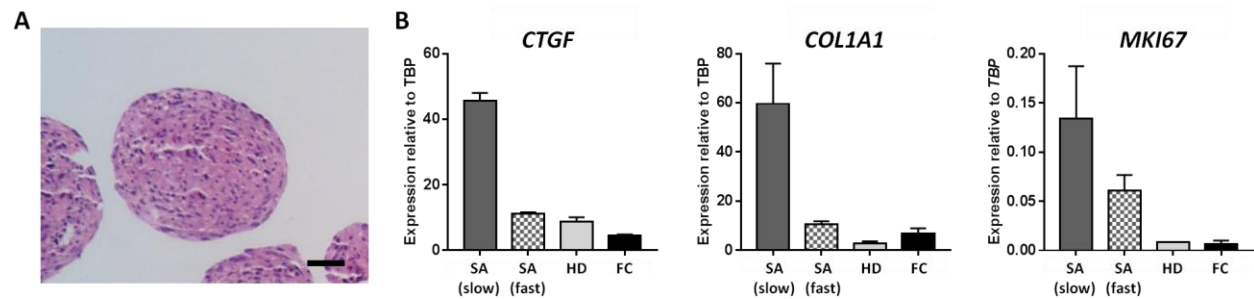 A
B
CTGF
Expression relative to TBP
60
40
20
0
SA (slow)
SA (fast)
HD
FC
COL1A1
Expression relative to TBP
80
60
40
20
0
SA (slow)
SA (fast)
HD
FC
MKI67
Expression relative to TBP
0.20
0.15
0.10
0.05
0.00
SA (slow)
SA (fast)
HD
FC